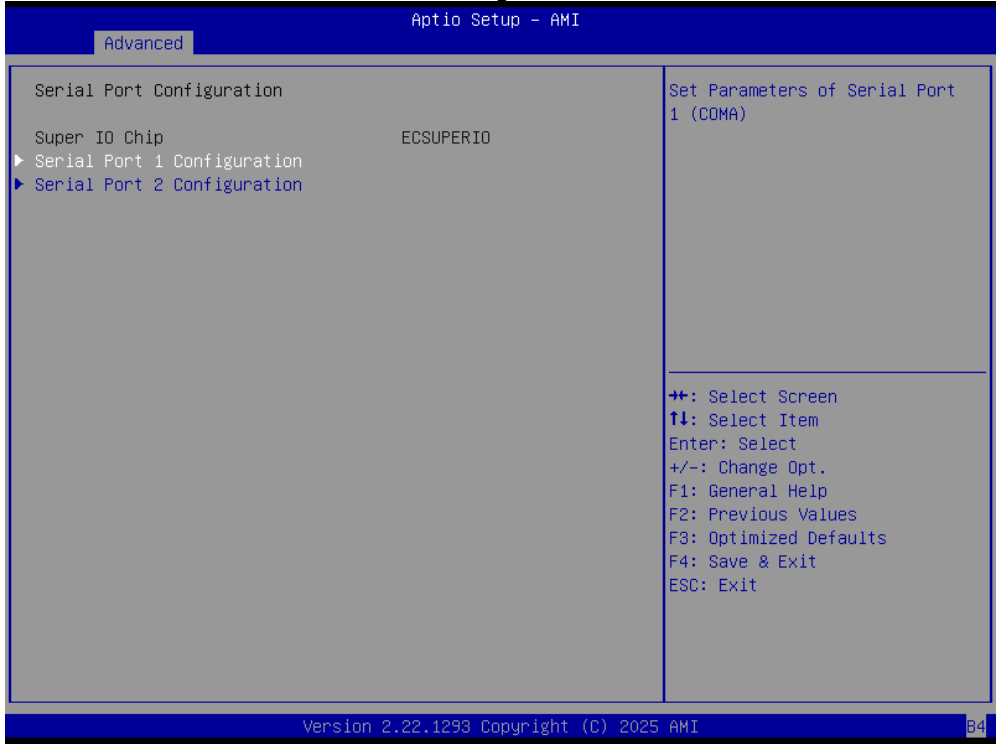 Aptio Setup – AMI
Advanced
Serial Port Configuration
Super IO Chip ECSUPERIO
▶ Serial Port 1 Configuration
▶ Serial Port 2 Configuration
Set Parameters of Serial Port
1 (COMA)
→←: Select Screen
↑↓: Select Item
Enter: Select
+/-: Change Opt.
F1: General Help
F2: Previous Values
F3: Optimized Defaults
F4: Save & Exit
ESC: Exit
Version 2.22.1293 Copyright (C) 2025 AMI
B4